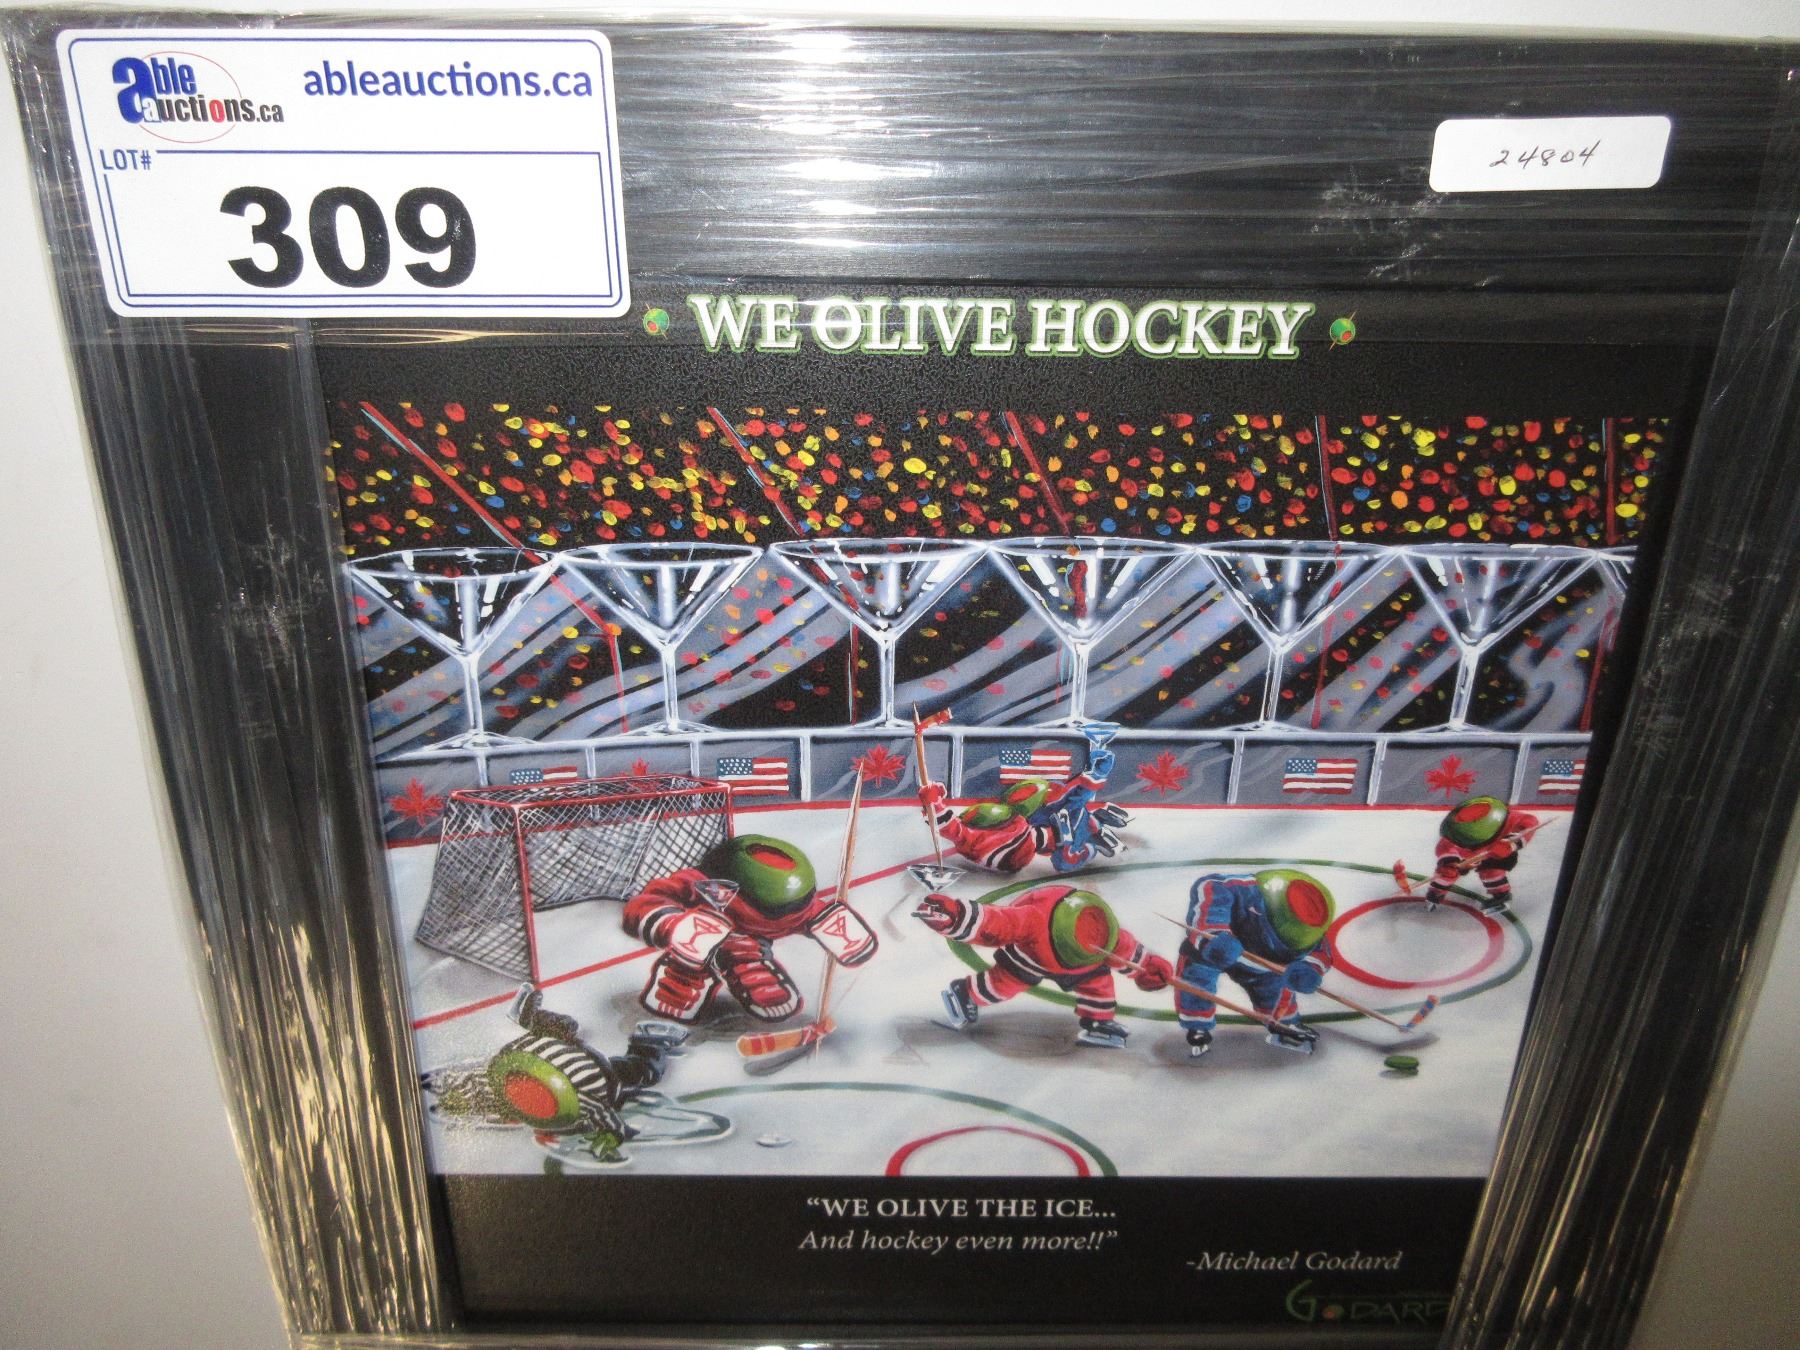 able auctions.ca
ableauctions.ca
LOT#
309
24804
WE OLIVE HOCKEY
"WE OLIVE THE ICE...
And hockey even more!!"
-Michael Godard
GODARD